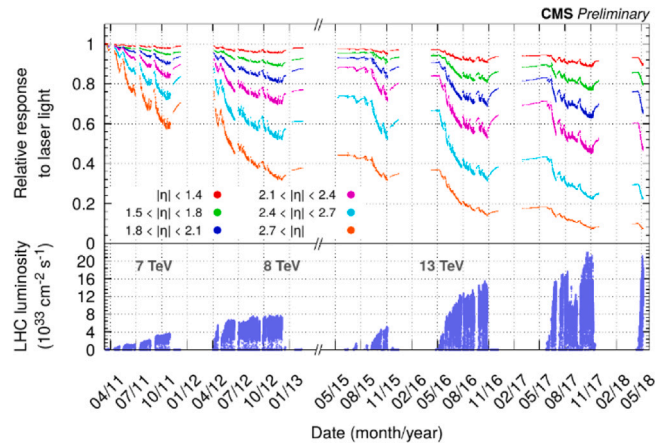 CMS Preliminary
Relative response
to laser light
1
0.8
0.6
0.4
0.2
0
|η| < 1.4
1.5 < |η| < 1.8
1.8 < |η| < 2.1
2.1 < |η| < 2.4
2.4 < |η| < 2.7
2.7 < |η|
LHC luminosity
(10³³ cm⁻² s⁻¹)
20
16
12
8
4
0
7 TeV
8 TeV
13 TeV
//
//
04/11
07/11
10/11
01/12
04/12
07/12
10/12
01/13
05/15
08/15
11/15
02/16
05/16
08/16
11/16
02/17
05/17
08/17
11/17
02/18
05/18
Date (month/year)